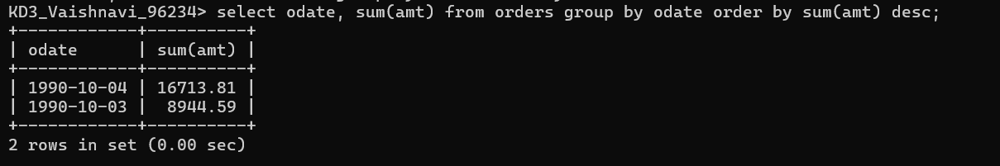 KD3_Vaishnavi_96234> select odate, sum(amt) from orders group by odate order by sum(amt) desc;
+------------+----------+
| odate      | sum(amt) |
+------------+----------+
| 1990-10-04 | 16713.81 |
| 1990-10-03 |  8944.59 |
+------------+----------+
2 rows in set (0.00 sec)